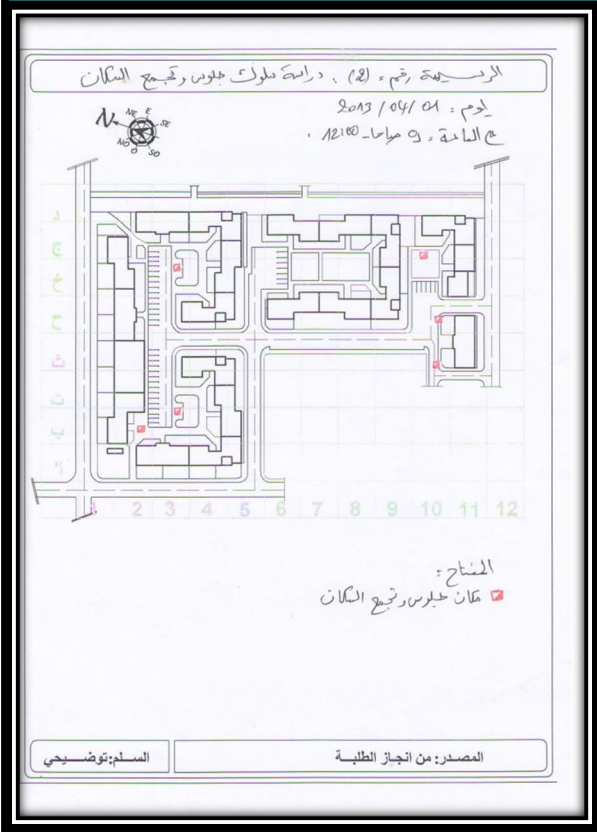 الرسمة رقم: (2). دراسة سلوك جلوس وتجمع السكان
يوم: 2013/04/01
الساعة: 9 صباحا - 12:00.
N NE E SE
NO O SO
د
ج
ح
ب
1 2 3 4 5 6 7 8 9 10 11 12
المفتاح:
مكان جلوس وتجمع السكان
المصدر: من انجاز الطلبة
السلم: توضيحي